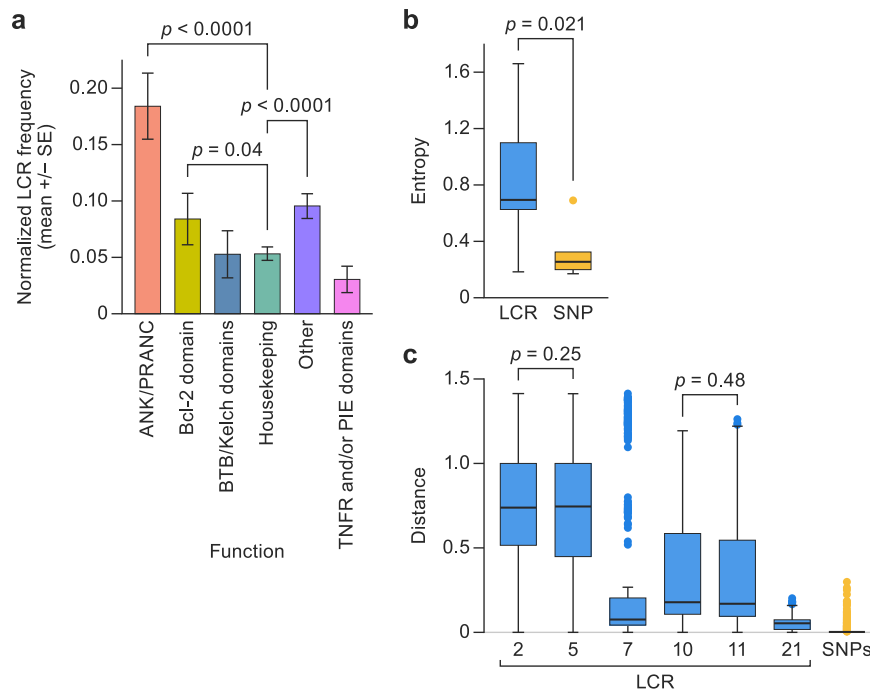 a
p < 0.0001
p < 0.0001
p = 0.04
Normalized LCR frequency
(mean +/− SE)
0.20
0.15
0.10
0.05
0
ANK/PRANC
Bcl-2 domain
BTB/Kelch domains
Housekeeping
Other
TNFR and/or PIE domains
Function
b
p = 0.021
Entropy
1.6
1.2
0.8
0.4
0
LCR SNP
c
p = 0.25
p = 0.48
Distance
1.5
1.0
0.5
0
2 5 7 10 11 21 SNPs
LCR